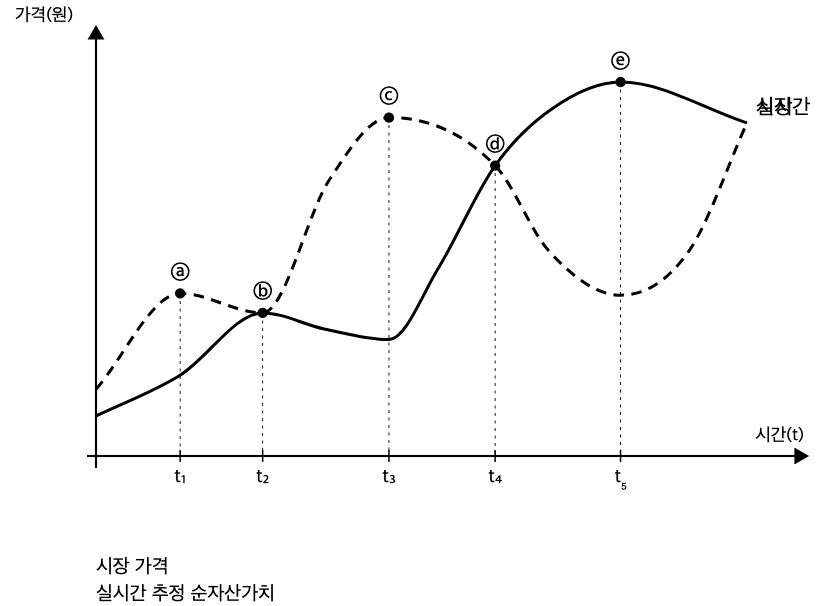 가격(원)
ⓔ
ⓒ
ⓓ
ⓐ
ⓑ
시간(t)
t₁ t₂ t₃ t₄ t₅
시장 가격
실시간 추정 순자산가치